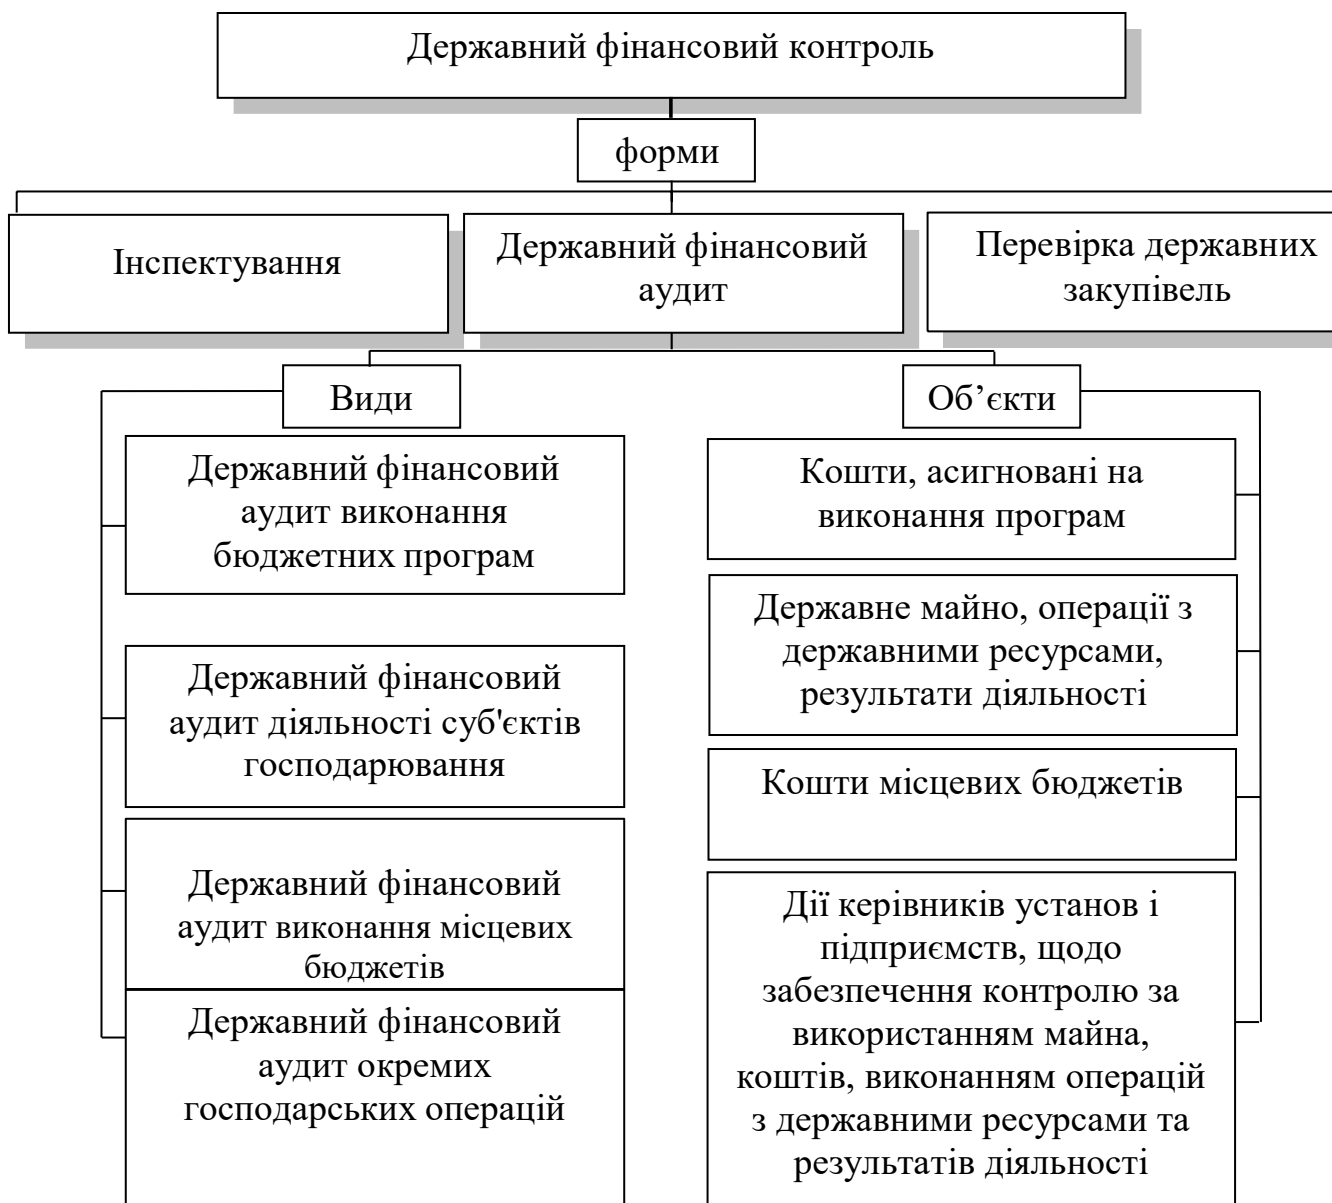 Державний фінансовий контроль
форми
Інспектування
Державний фінансовий
аудит
Перевірка державних
закупівель
Види
Державний фінансовий
аудит виконання
бюджетних програм
Державний фінансовий
аудит діяльності суб'єктів
господарювання
Державний фінансовий
аудит виконання місцевих
бюджетів
Державний фінансовий
аудит окремих
господарських операцій
Об’єкти
Кошти, асигновані на
виконання програм
Державне майно, операції з
державними ресурсами,
результати діяльності
Кошти місцевих бюджетів
Дії керівників установ і
підприємств, щодо
забезпечення контролю за
використанням майна,
коштів, виконанням операцій
з державними ресурсами та
результатів діяльності